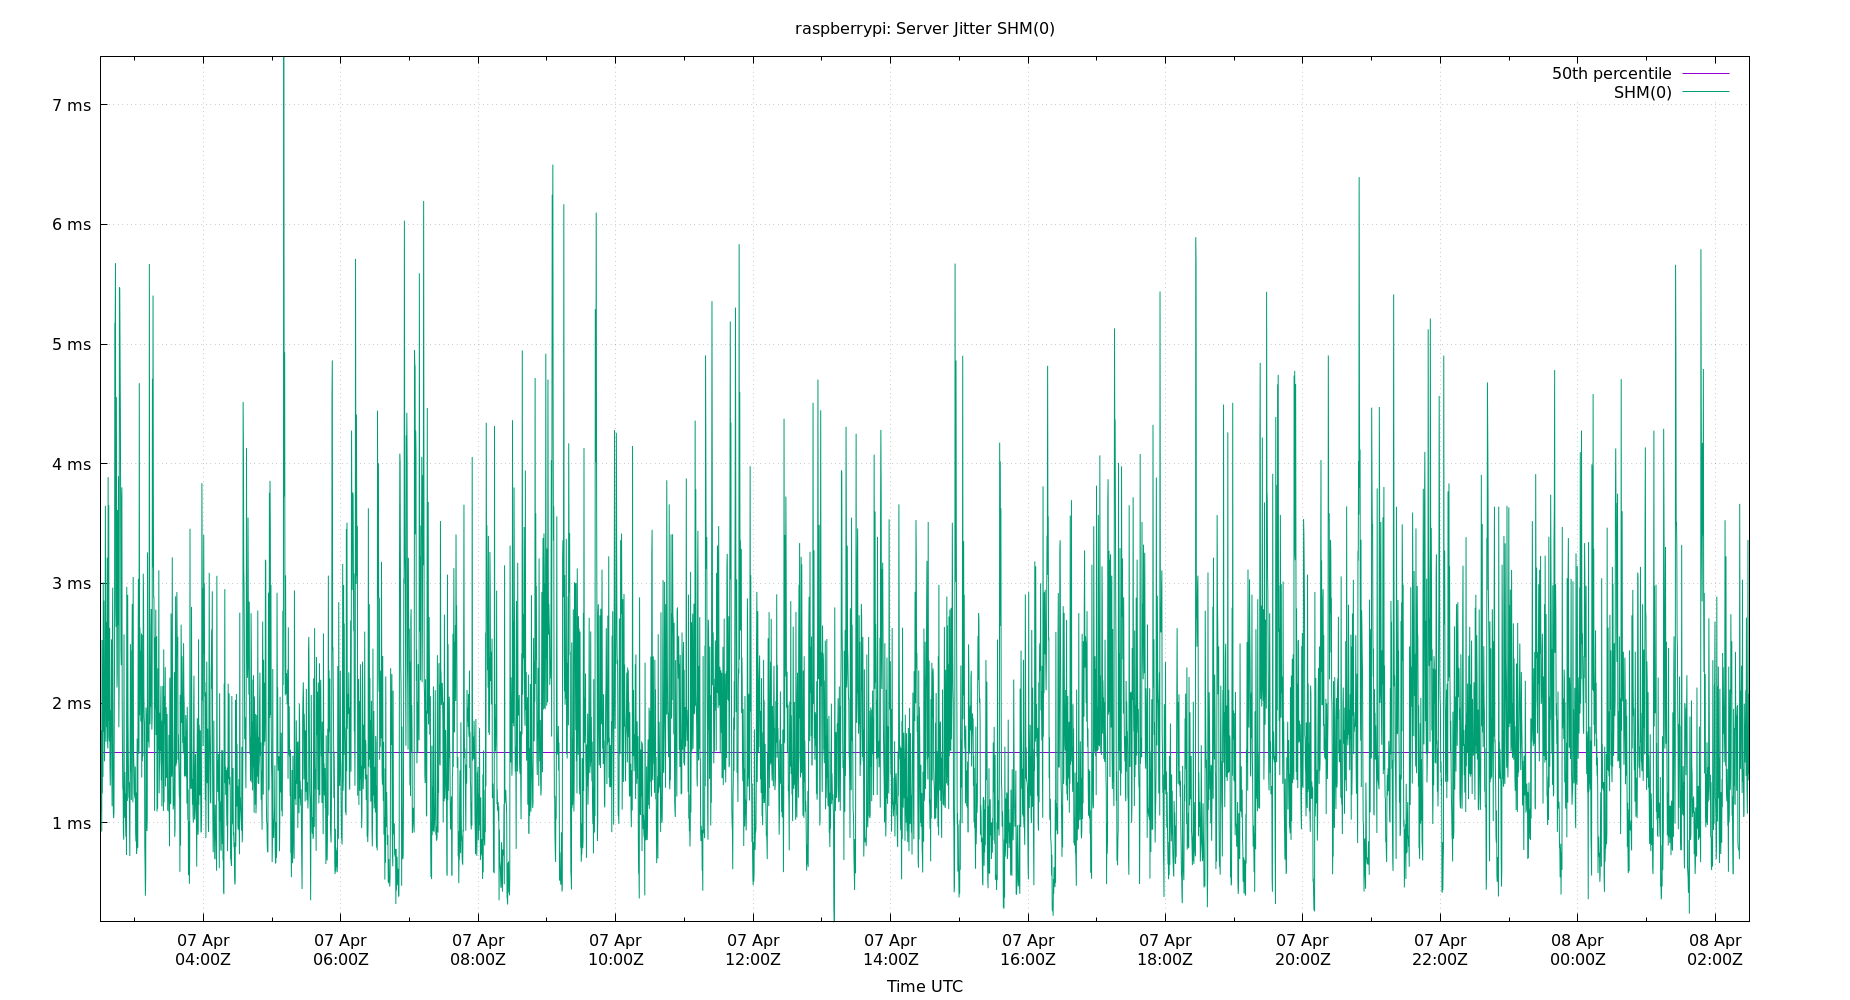 raspberrypi: Server Jitter SHM(0)
50th percentile
SHM(0)
7 ms
6 ms
5 ms
4 ms
3 ms
2 ms
1 ms
07 Apr 07 Apr 07 Apr 07 Apr 07 Apr 07 Apr 07 Apr 07 Apr 07 Apr 07 Apr 08 Apr 08 Apr
04:00Z 06:00Z 08:00Z 10:00Z 12:00Z 14:00Z 16:00Z 18:00Z 20:00Z 22:00Z 00:00Z 02:00Z
Time UTC